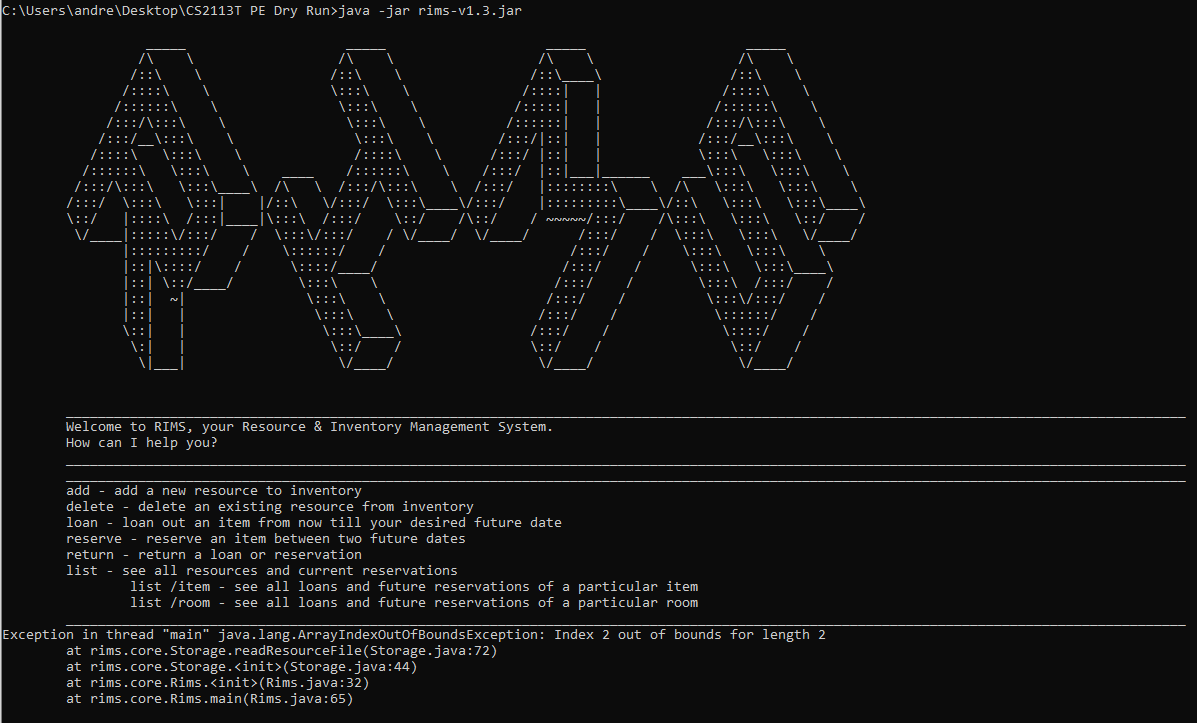 C:\Users\andre\Desktop\CS2113T PE Dry Run>java -jar rims-v1.3.jar
Welcome to RIMS, your Resource & Inventory Management System.
How can I help you?
add - add a new resource to inventory
delete - delete an existing resource from inventory
loan - loan out an item from now till your desired future date
reserve - reserve an item between two future dates
return - return a loan or reservation
list - see all resources and current reservations
list /item - see all loans and future reservations of a particular item
list /room - see all loans and future reservations of a particular room
Exception in thread "main" java.lang.ArrayIndexOutOfBoundsException: Index 2 out of bounds for length 2
at rims.core.Storage.readResourceFile(Storage.java:72)
at rims.core.Storage.<init>(Storage.java:44)
at rims.core.Rims.<init>(Rims.java:32)
at rims.core.Rims.main(Rims.java:65)